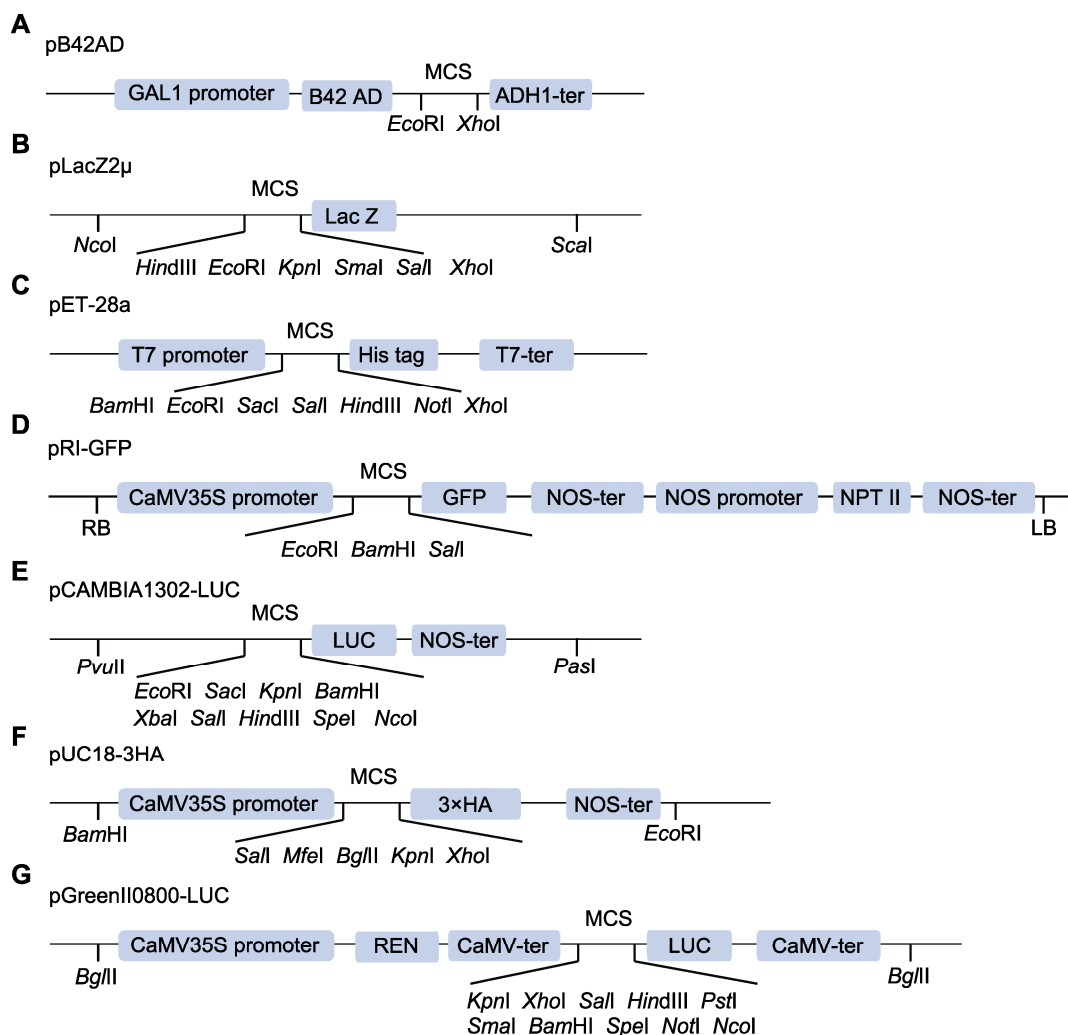 A
pB42AD
MCS
GAL1 promoter B42 AD ADH1-ter
EcoRI XhoI
B
pLacZ2μ
MCS
Lac Z
NcoI ScaI
HindIII EcoRI KpnI SmaI SalI XhoI
C
pET-28a
MCS
T7 promoter His tag T7-ter
BamHI EcoRI SacI SalI HindIII NotI XhoI
D
pRI-GFP
MCS
CaMV35S promoter GFP NOS-ter NOS promoter NPT II NOS-ter
RB LB
EcoRI BamHI SalI
E
pCAMBIA1302-LUC
MCS
LUC NOS-ter
PvuII PasI
EcoRI SacI KpnI BamHI
XbaI SalI HindIII SpeI NcoI
F
pUC18-3HA
MCS
CaMV35S promoter 3×HA NOS-ter
BamHI EcoRI
SalI MfeI BglII KpnI XhoI
G
pGreenII0800-LUC
MCS
CaMV35S promoter REN CaMV-ter LUC CaMV-ter
BglII BglII
KpnI XhoI SalI HindIII PstI
SmaI BamHI SpeI NotI NcoI